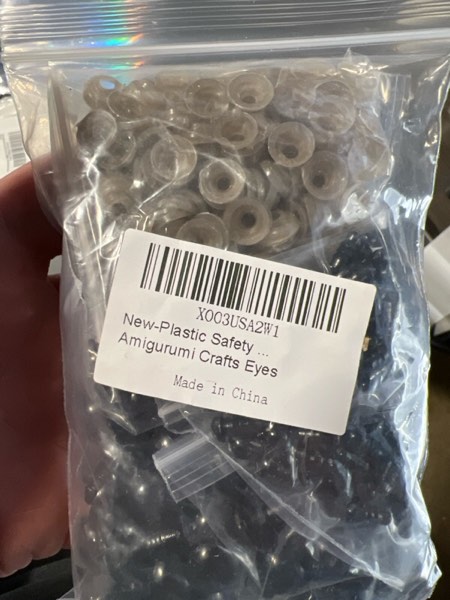 X003USA2W1
New-Plastic Safety ...
Amigurumi Crafts Eyes
Made in China